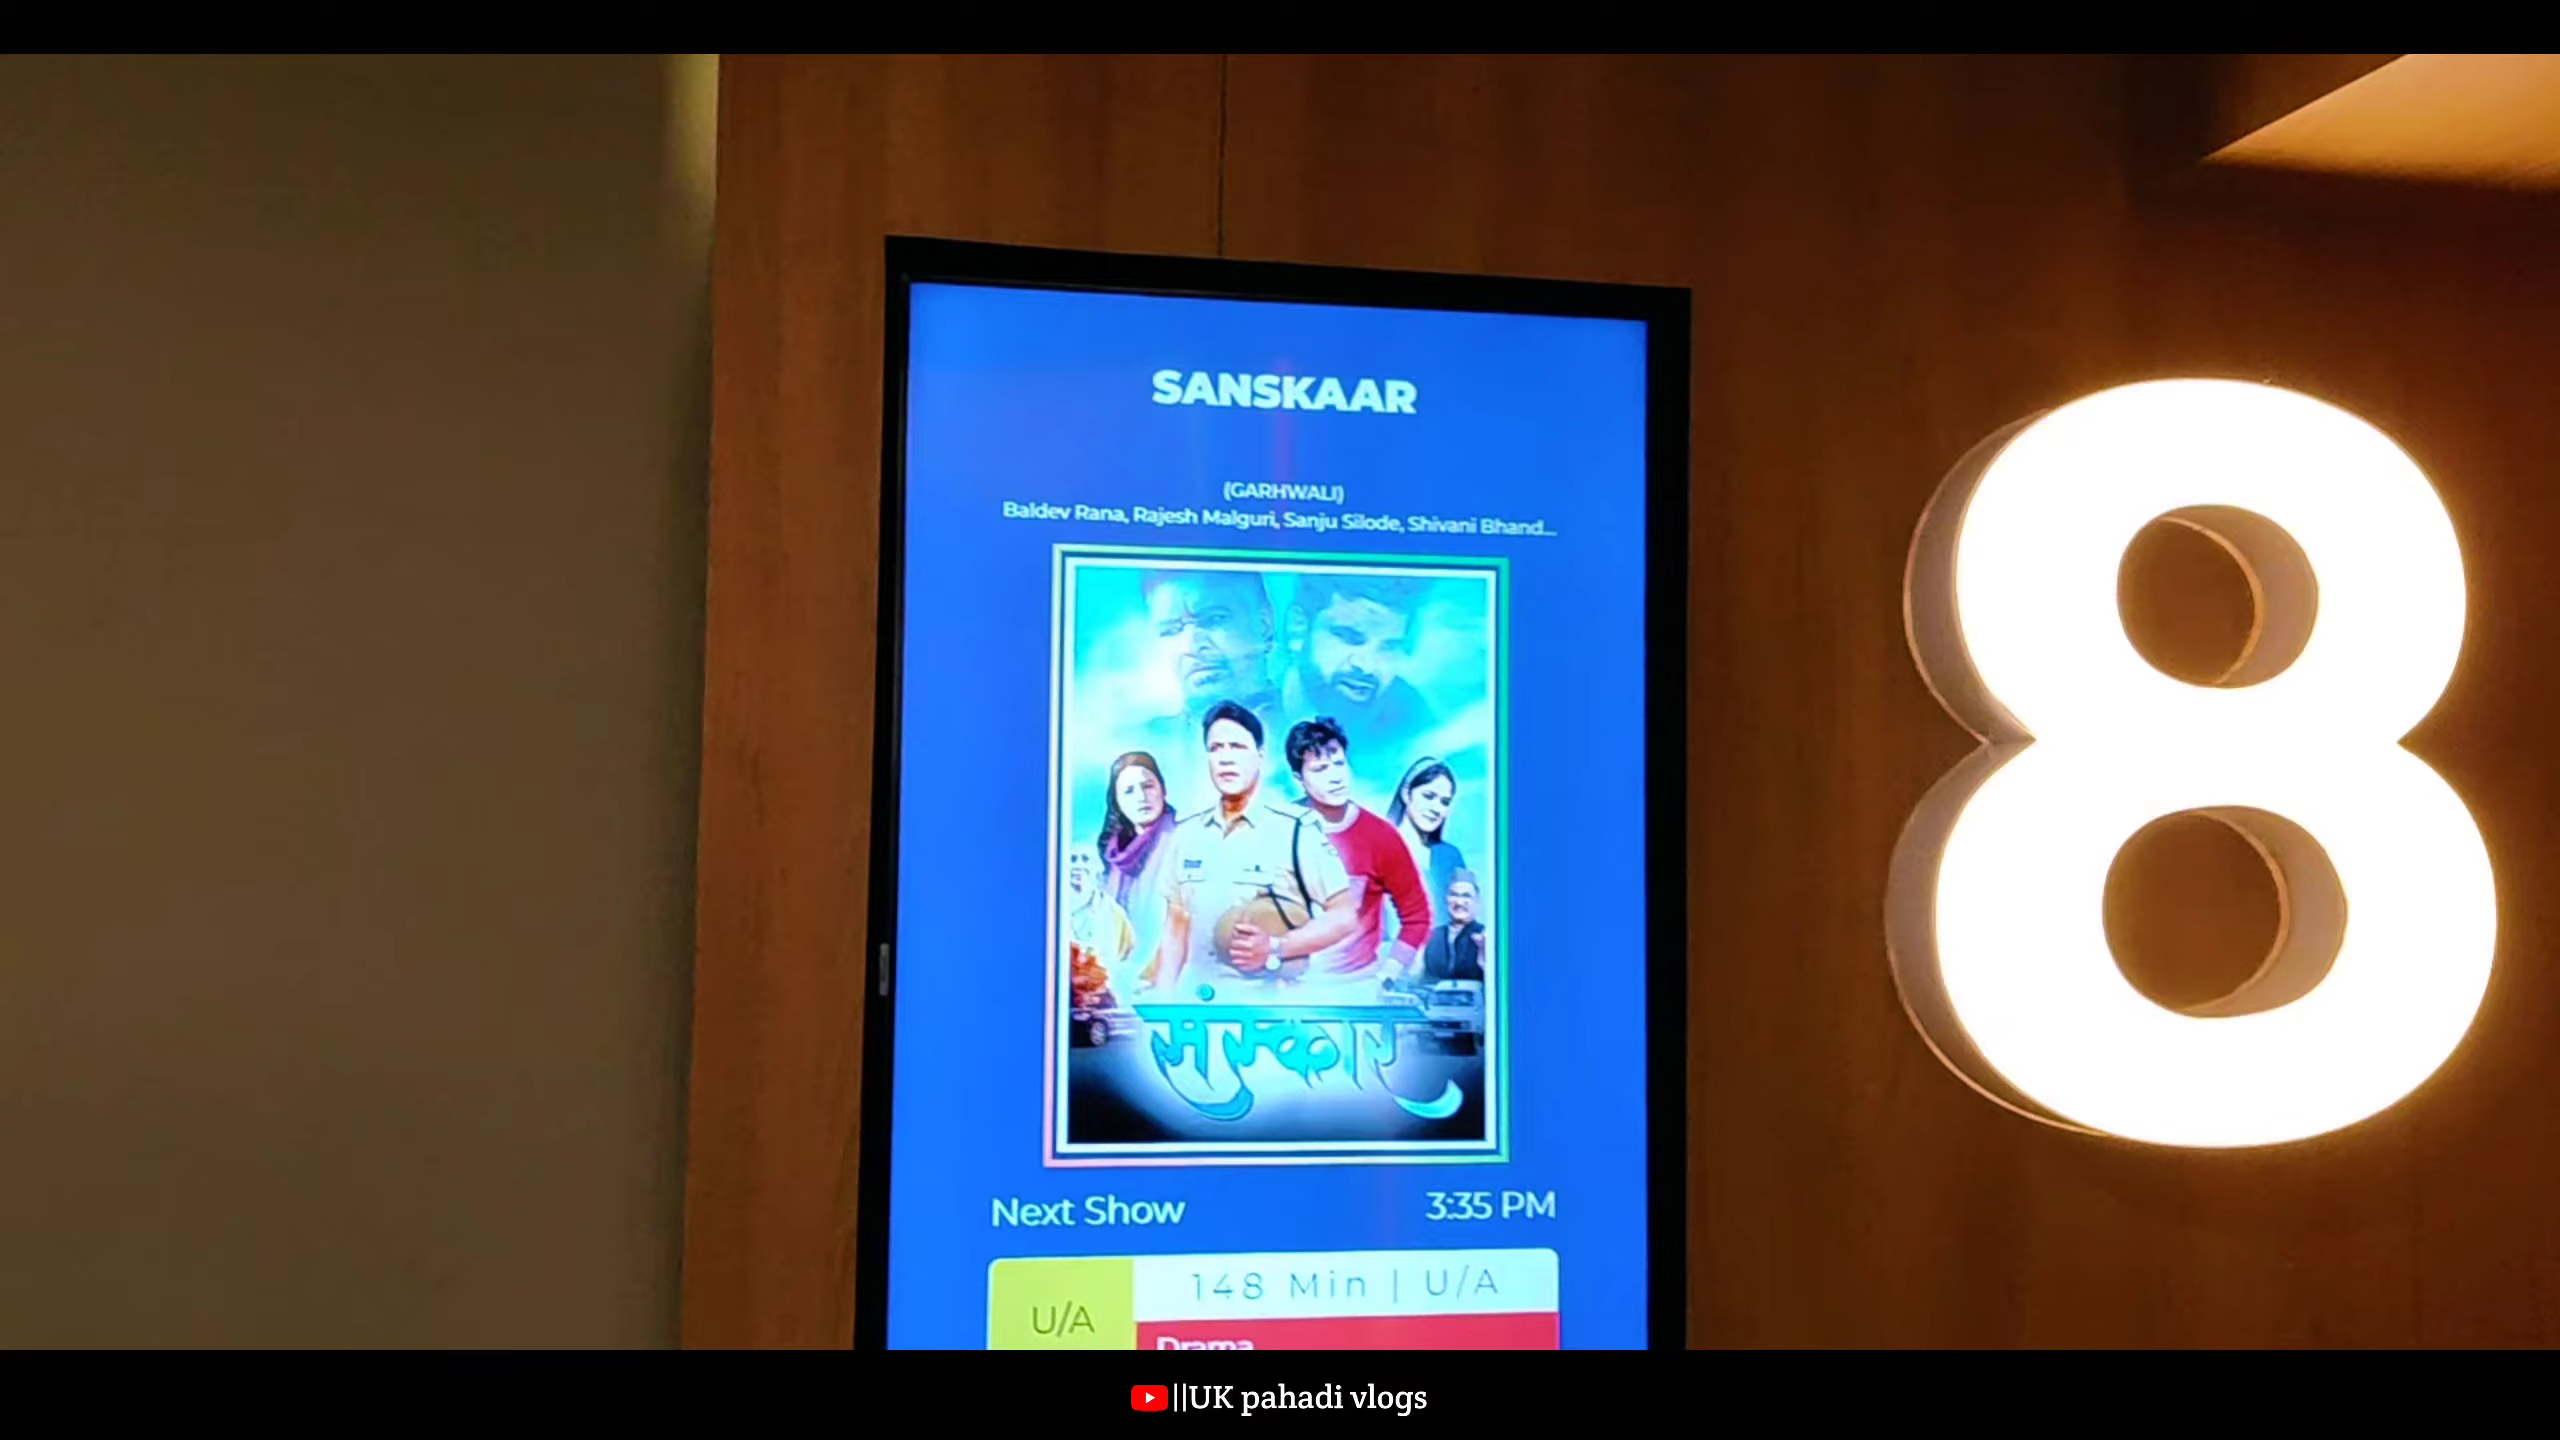 SANSKAAR
(GARHWALI)
Baldev Rana, Rajesh Malguri, Sanju Silode, Shivani Bhand...
संस्कार
Next Show
3:35 PM
148 Min | U/A
U/A
Drama
8
||UK pahadi vlogs